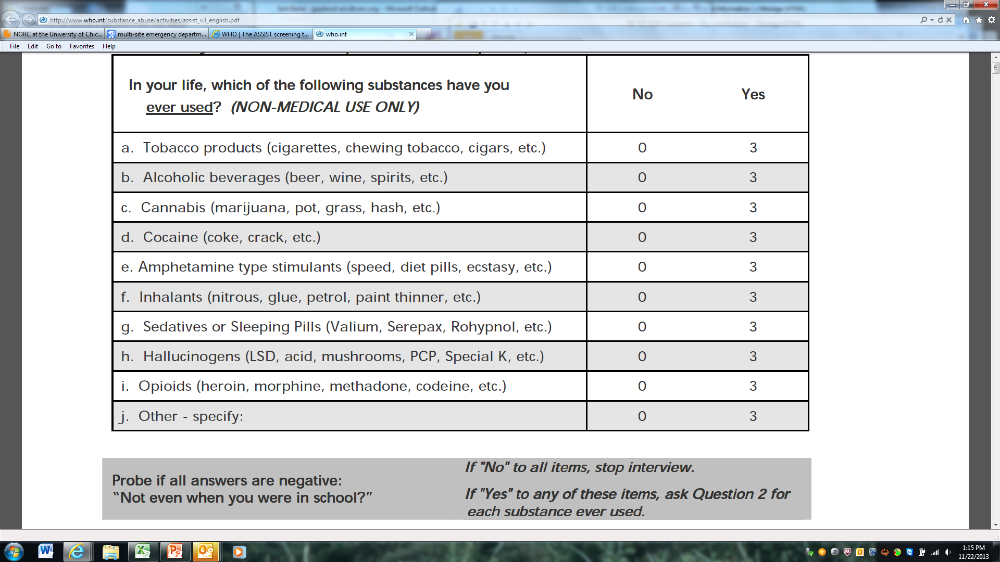 http://www.who.int/substance_abuse/activities/assist_v3_english.pdf
NORC at the University of Chic... multi-site emergency departm... WHO | The ASSIST screening t... who.int
File Edit Go to Favorites Help
In your life, which of the following substances have you No Yes
ever used? (NON-MEDICAL USE ONLY)
a. Tobacco products (cigarettes, chewing tobacco, cigars, etc.) 0 3
b. Alcoholic beverages (beer, wine, spirits, etc.) 0 3
c. Cannabis (marijuana, pot, grass, hash, etc.) 0 3
d. Cocaine (coke, crack, etc.) 0 3
e. Amphetamine type stimulants (speed, diet pills, ecstasy, etc.) 0 3
f. Inhalants (nitrous, glue, petrol, paint thinner, etc.) 0 3
g. Sedatives or Sleeping Pills (Valium, Serepax, Rohypnol, etc.) 0 3
h. Hallucinogens (LSD, acid, mushrooms, PCP, Special K, etc.) 0 3
i. Opioids (heroin, morphine, methadone, codeine, etc.) 0 3
j. Other - specify: 0 3
Probe if all answers are negative:
“Not even when you were in school?”
If "No" to all items, stop interview.
If "Yes" to any of these items, ask Question 2 for
each substance ever used.
1:15 PM
11/22/2013